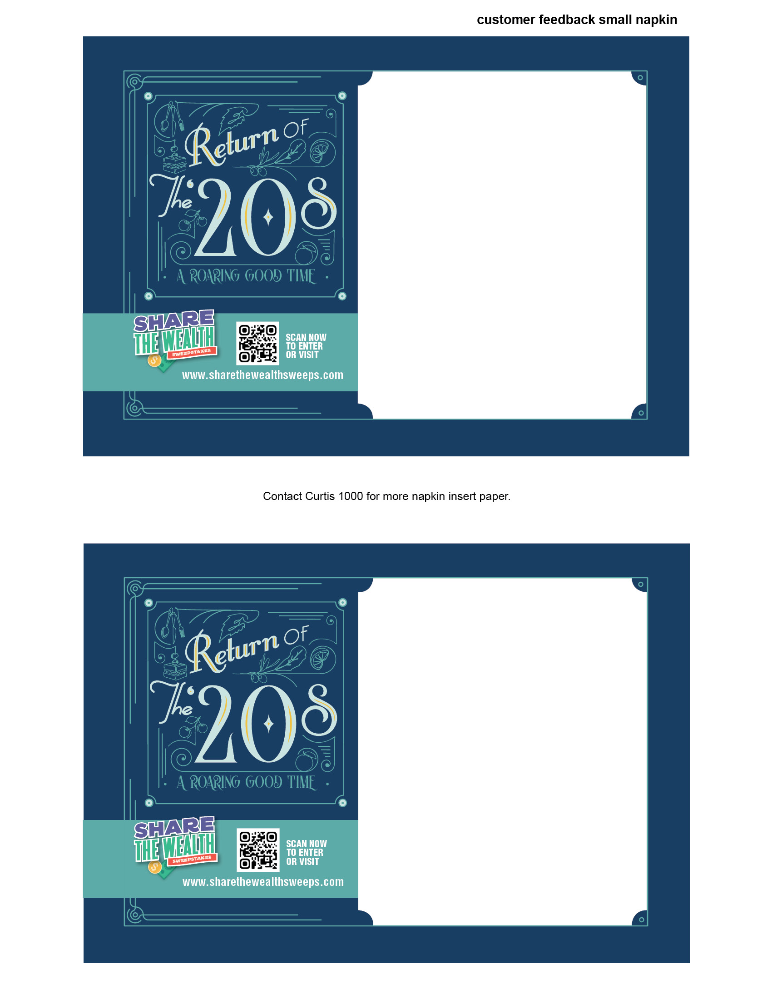 customer feedback small napkin
Return OF
The '20s
A ROARING GOOD TIME
SHARE
THE WEALTH
SWEEPSTAKES
SCAN NOW
TO ENTER
OR VISIT
www.sharethewealthsweeps.com
Contact Curtis 1000 for more napkin insert paper.
Return OF
The '20s
A ROARING GOOD TIME
SHARE
THE WEALTH
SWEEPSTAKES
SCAN NOW
TO ENTER
OR VISIT
www.sharethewealthsweeps.com